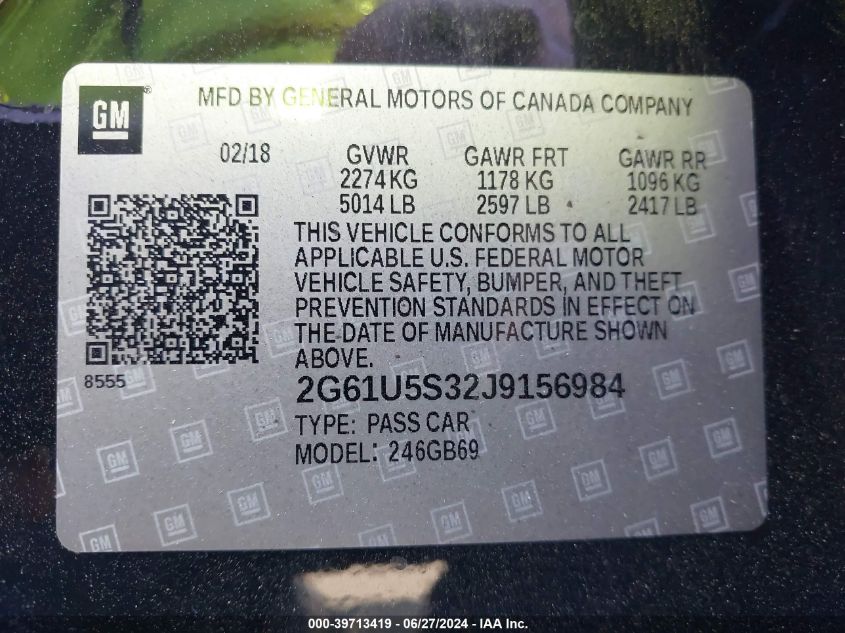 GM ®
MFD BY GENERAL MOTORS OF CANADA COMPANY
02/18 GVWR GAWR FRT GAWR RR
2274 KG 1178 KG 1096 KG
5014 LB 2597 LB 2417 LB
THIS VEHICLE CONFORMS TO ALL
APPLICABLE U.S. FEDERAL MOTOR
VEHICLE SAFETY, BUMPER, AND THEFT
PREVENTION STANDARDS IN EFFECT ON
THE DATE OF MANUFACTURE SHOWN
ABOVE.
8555
2G61U5S32J9156984
TYPE: PASS CAR
MODEL: 246GB69
000-39713419 / 06/27/2024 / IAA Inc.